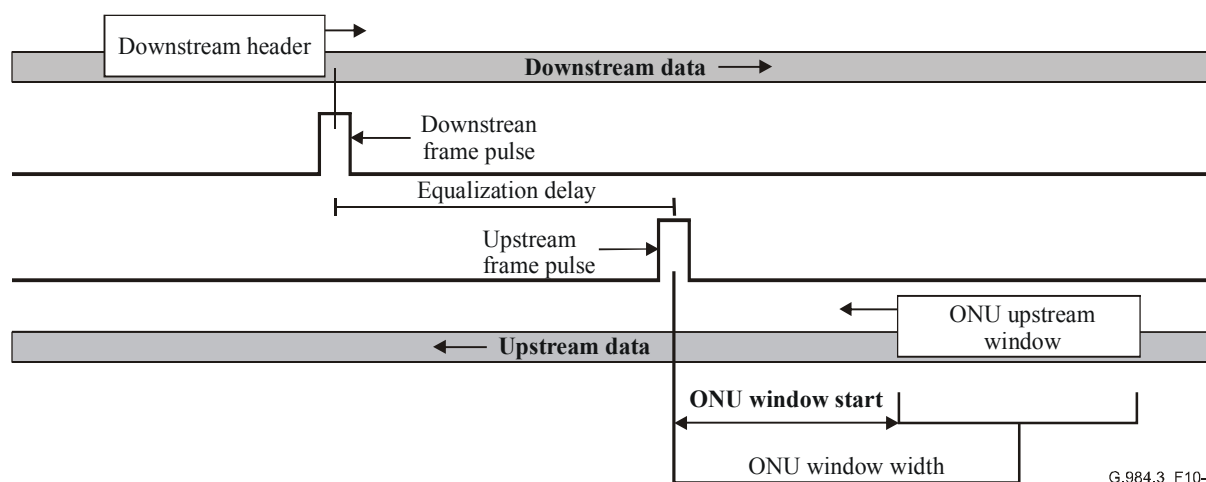 Downstream header
Downstream data
Downstrean
frame pulse
Equalization delay
Upstream
frame pulse
ONU upstream
window
Upstream data
ONU window start
ONU window width
G.984.3_F10-